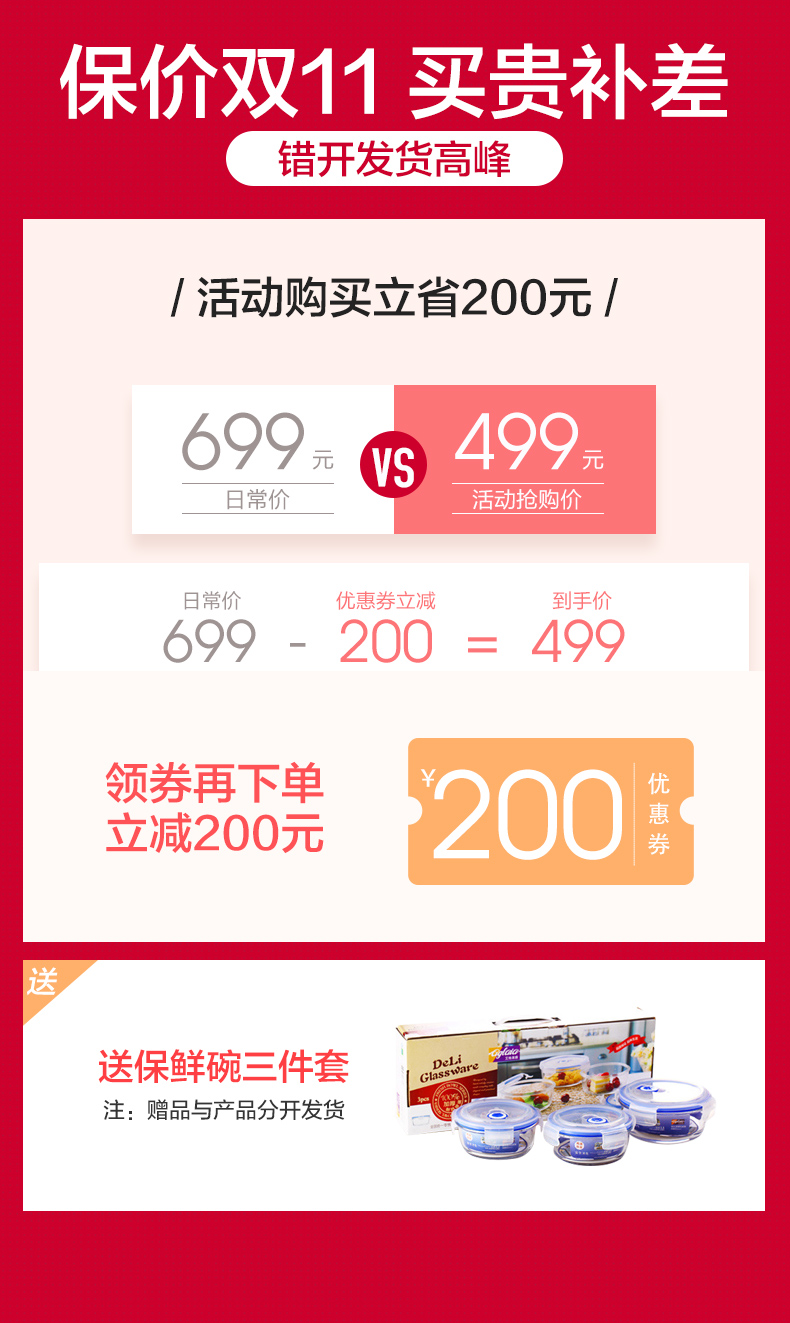 保价双11 买贵补差
错开发货高峰
/ 活动购买立省200元 /
699元
日常价
VS
499元
活动抢购价
日常价 优惠券立减 到手价
699 - 200 = 499
领券再下单
立减200元
¥200
优惠券
送
送保鲜碗三件套
注：赠品与产品分开发货
DeLi
Glassware
3pcs
100%